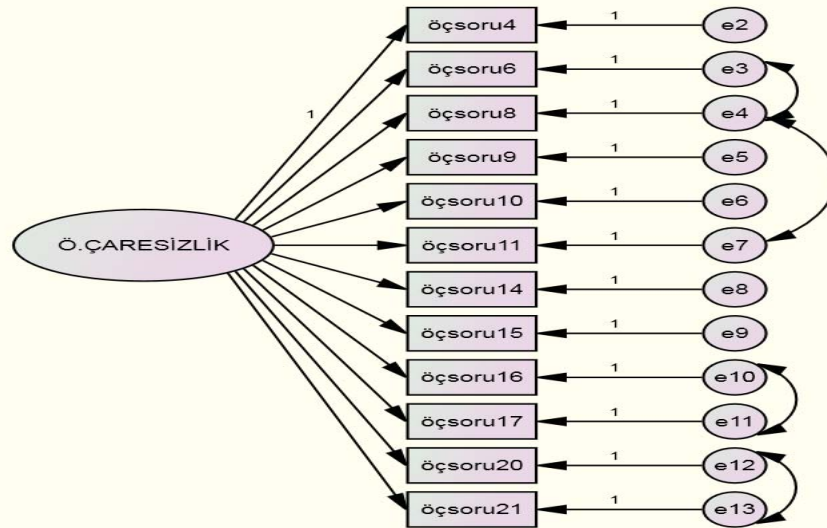 öçsoru4 1 e2
öçsoru6 1 e3
1 öçsoru8 1 e4
öçsoru9 1 e5
öçsoru10 1 e6
Ö.ÇARESİZLİK öçsoru11 1 e7
öçsoru14 1 e8
öçsoru15 1 e9
öçsoru16 1 e10
öçsoru17 1 e11
öçsoru20 1 e12
öçsoru21 1 e13